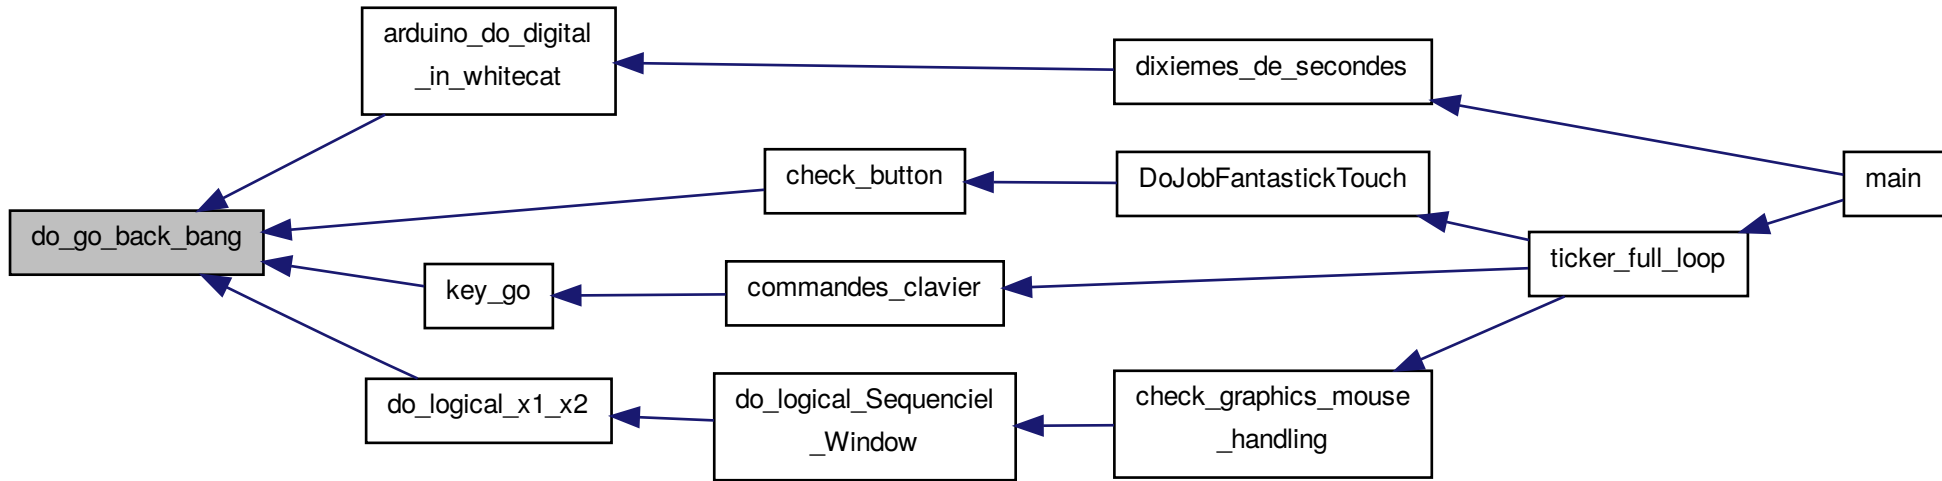 arduino_do_digital
_in_whitecat
dixiemes_de_secondes
check_button
DoJobFantastickTouch
main
do_go_back_bang
ticker_full_loop
key_go
commandes_clavier
do_logical_x1_x2
do_logical_Sequenciel
_Window
check_graphics_mouse
_handling